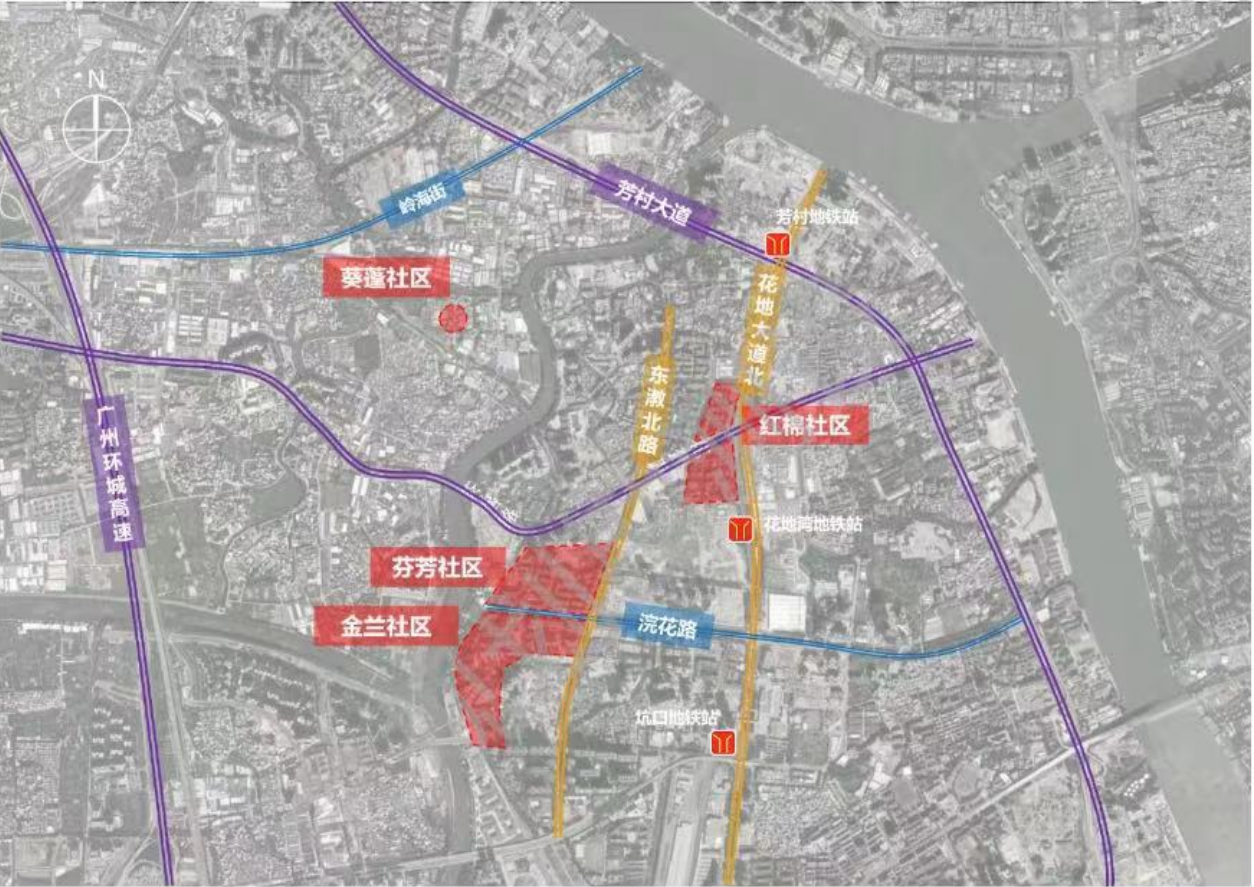 N
岭海街
芳村大道
芳村地铁站
葵蓬社区
花地大道北
东漖北路
广州环城高速
红棉社区
花地湾地铁站
芬芳社区
金兰社区
浣花路
坑口地铁站